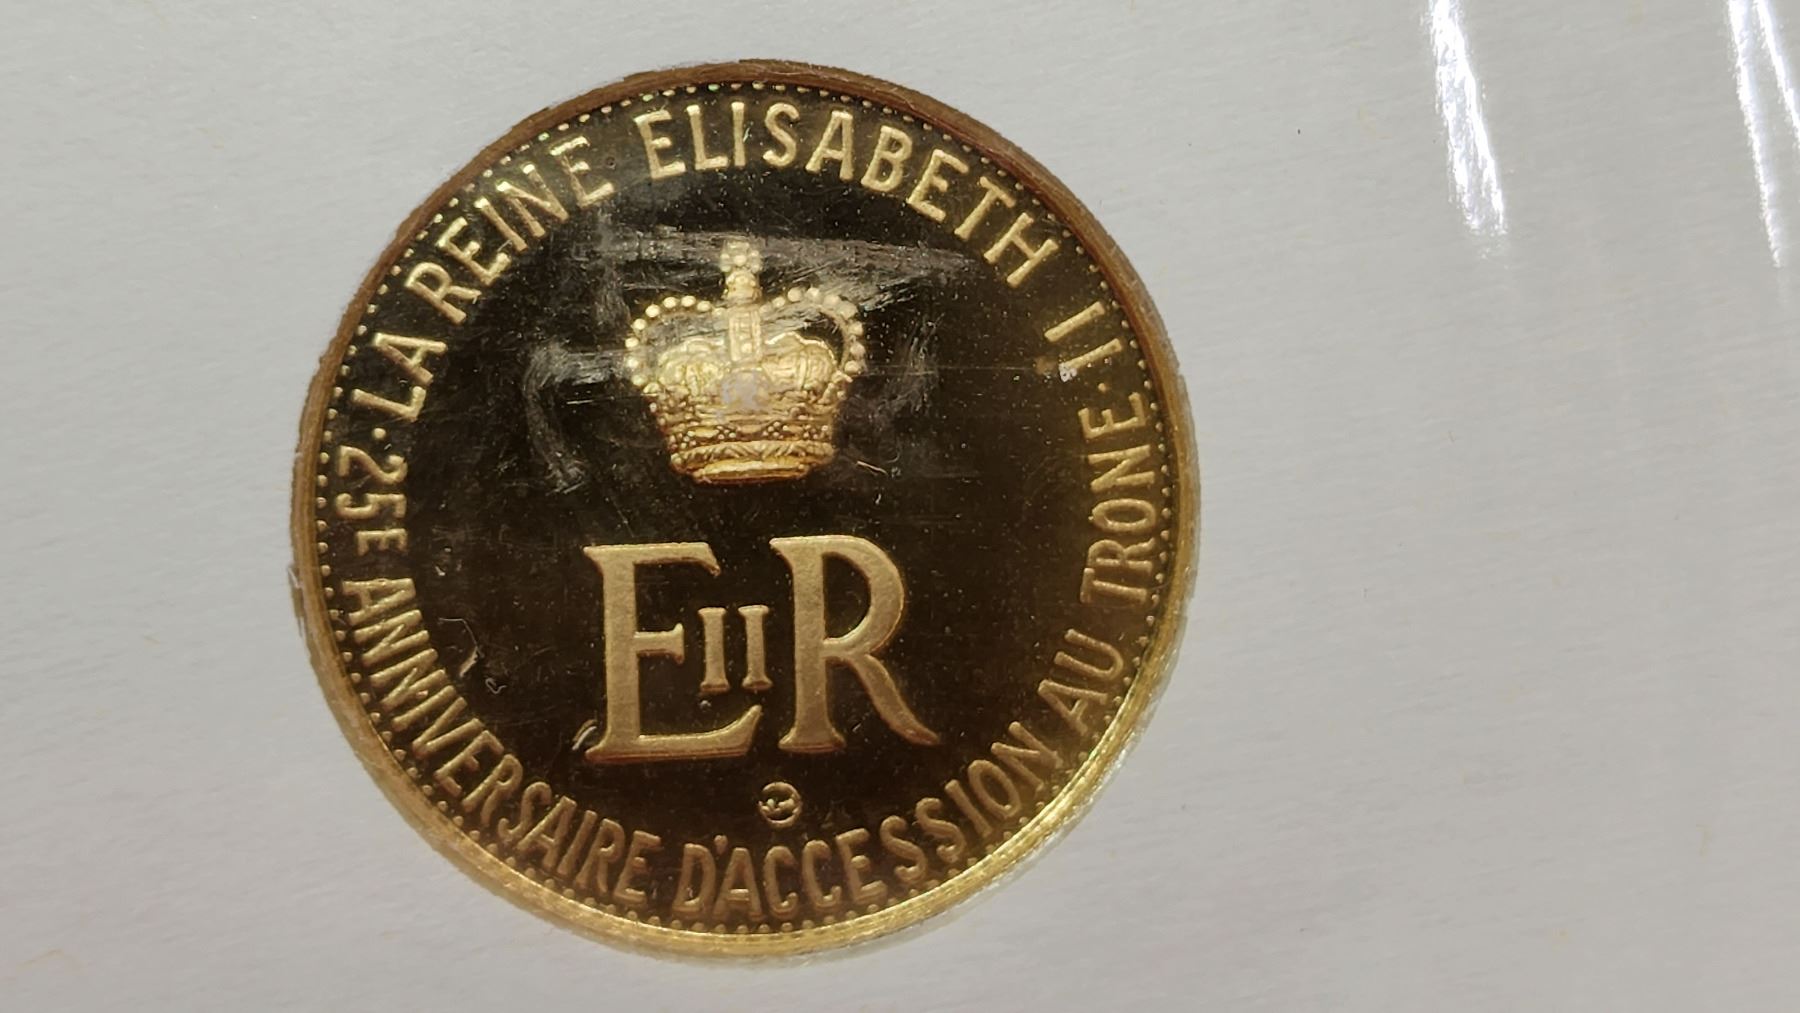 LA REINE ELISABETH II
25E ANNIVERSAIRE D'ACCESSION AU TRONE
EIIR